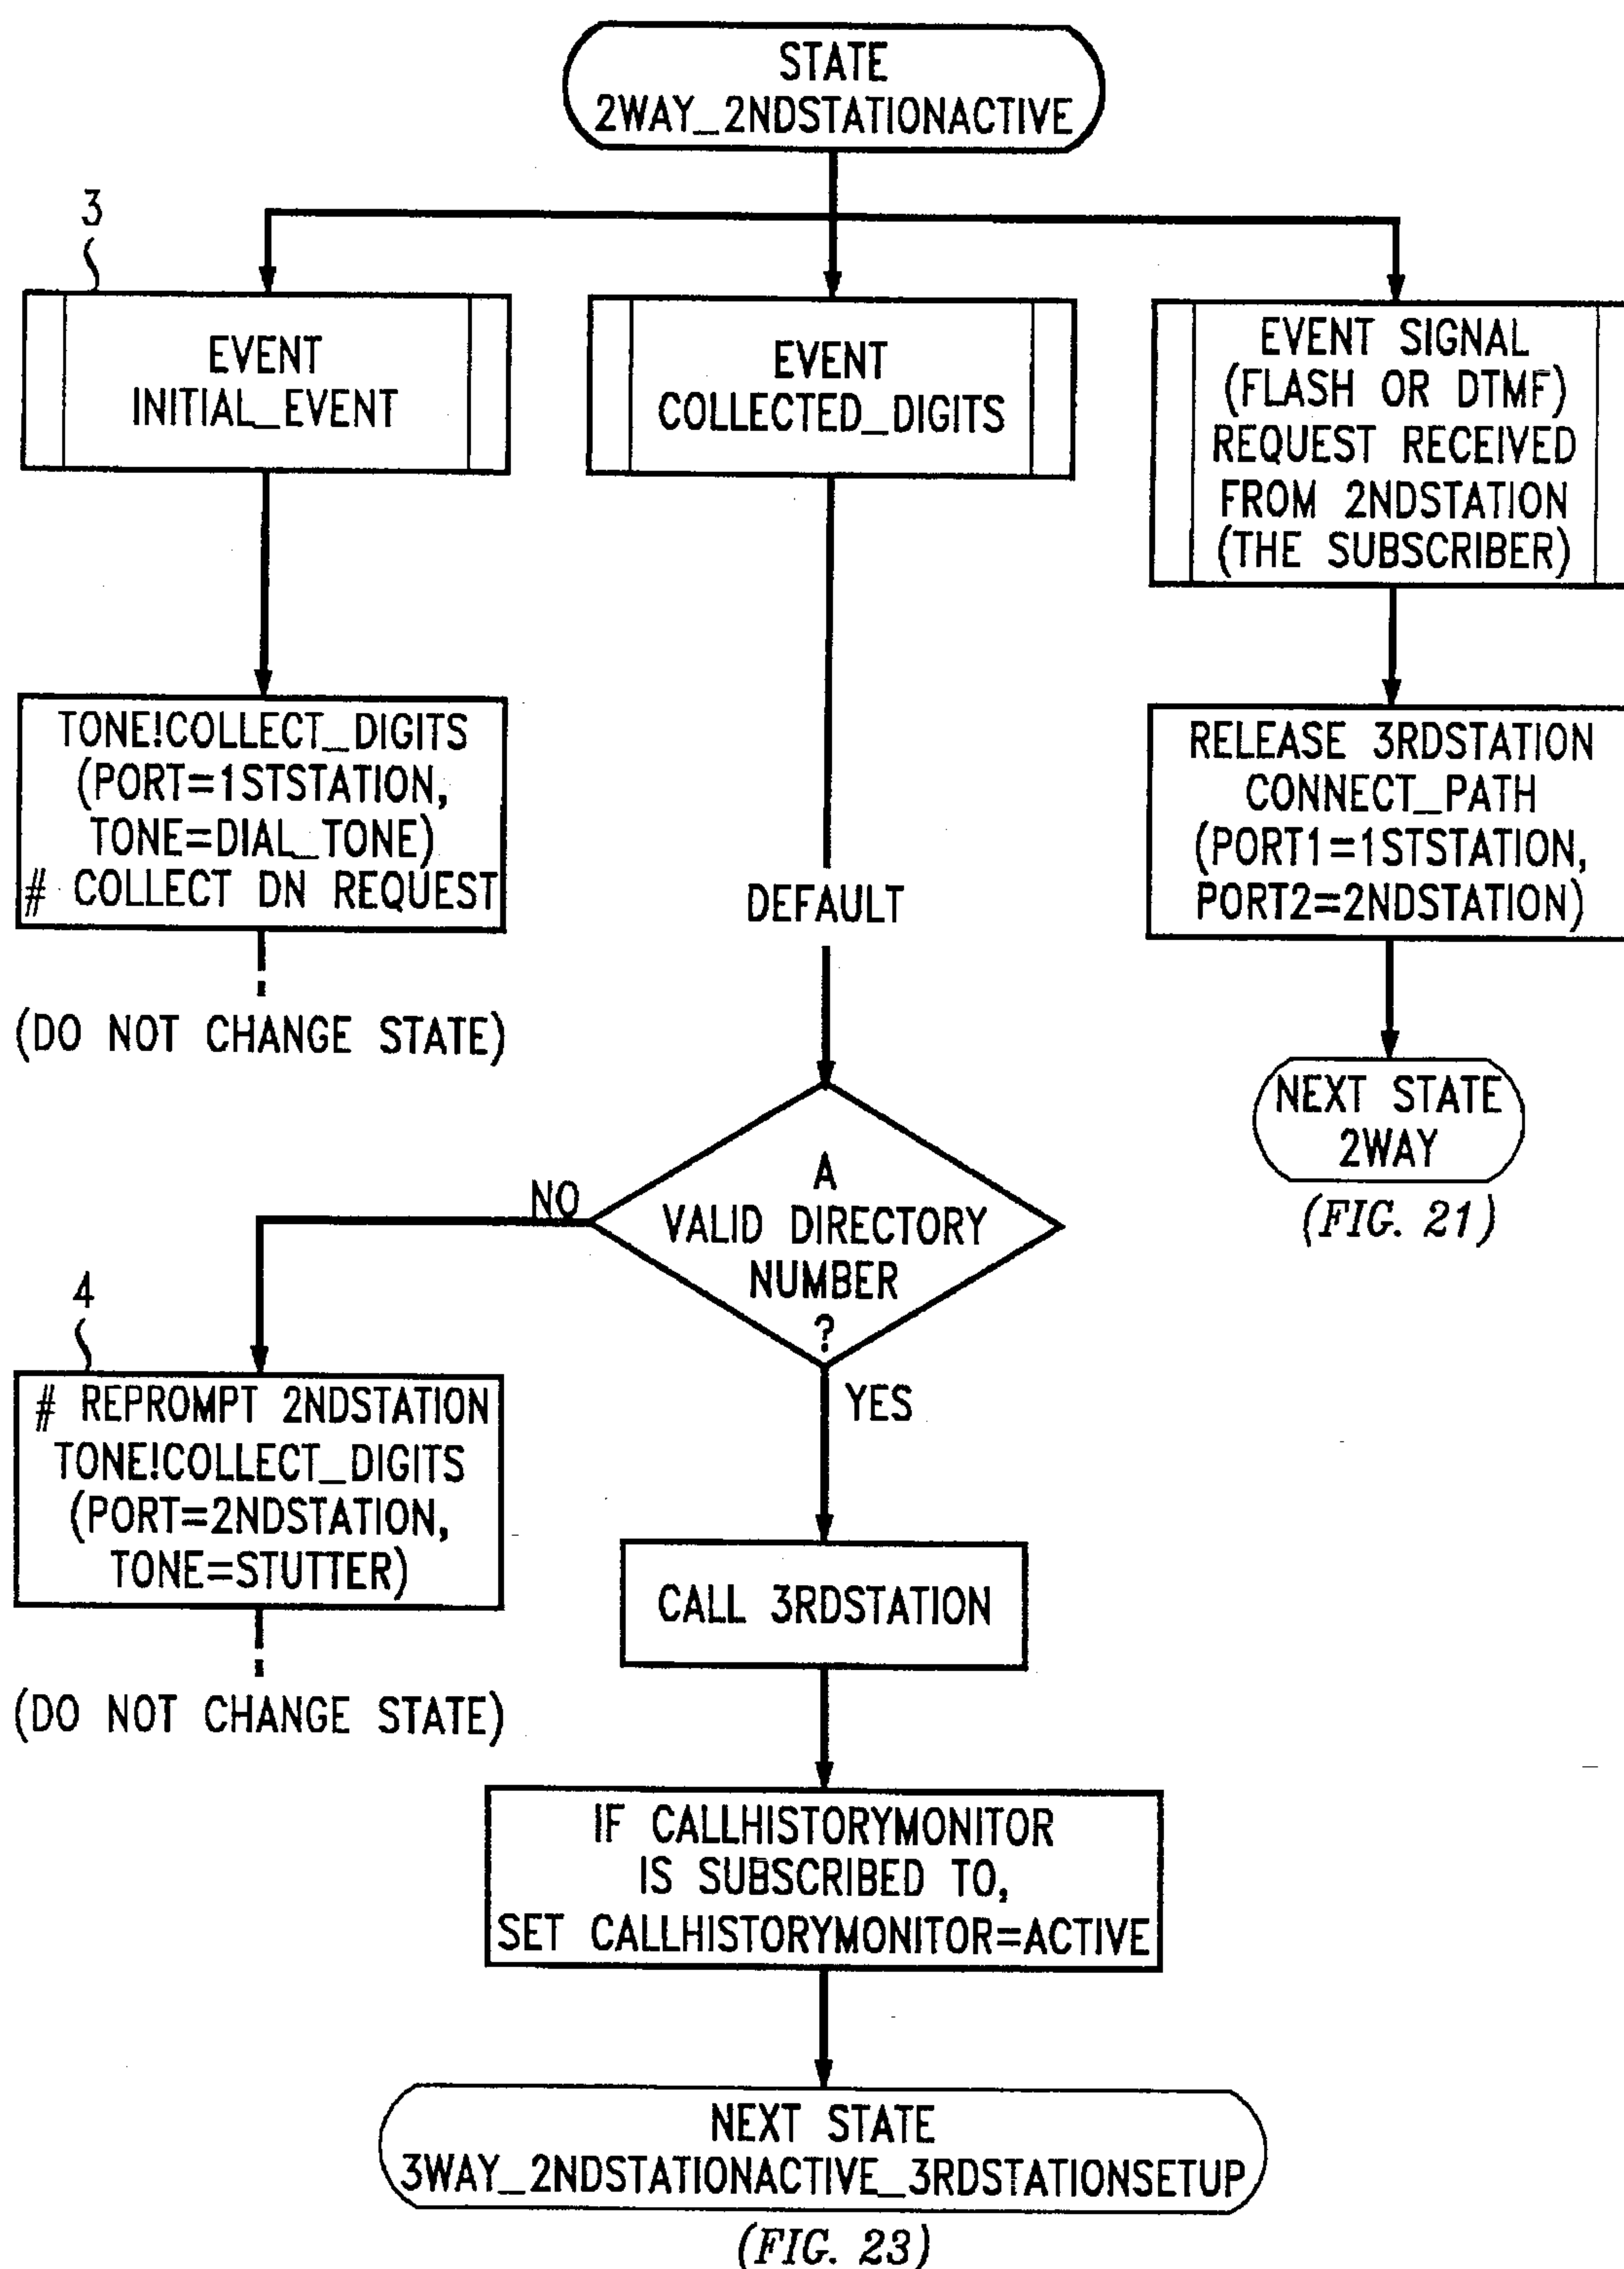 STATE
2WAY_2NDSTATIONACTIVE
3
EVENT
INITIAL_EVENT
EVENT
COLLECTED_DIGITS
EVENT SIGNAL
(FLASH OR DTMF)
REQUEST RECEIVED
FROM 2NDSTATION
(THE SUBSCRIBER)
TONE!COLLECT_DIGITS
(PORT=1STSTATION,
TONE=DIAL_TONE)
# COLLECT DN REQUEST
(DO NOT CHANGE STATE)
DEFAULT
RELEASE 3RDSTATION
CONNECT_PATH
(PORT1=1STSTATION,
PORT2=2NDSTATION)
NEXT STATE
2WAY
(FIG. 21)
A
VALID DIRECTORY
NUMBER
?
NO
YES
4
# REPROMPT 2NDSTATION
TONE!COLLECT_DIGITS
(PORT=2NDSTATION,
TONE=STUTTER)
(DO NOT CHANGE STATE)
CALL 3RDSTATION
IF CALLHISTORYMONITOR
IS SUBSCRIBED TO,
SET CALLHISTORYMONITOR=ACTIVE
NEXT STATE
3WAY_2NDSTATIONACTIVE_3RDSTATIONSETUP
(FIG. 23)